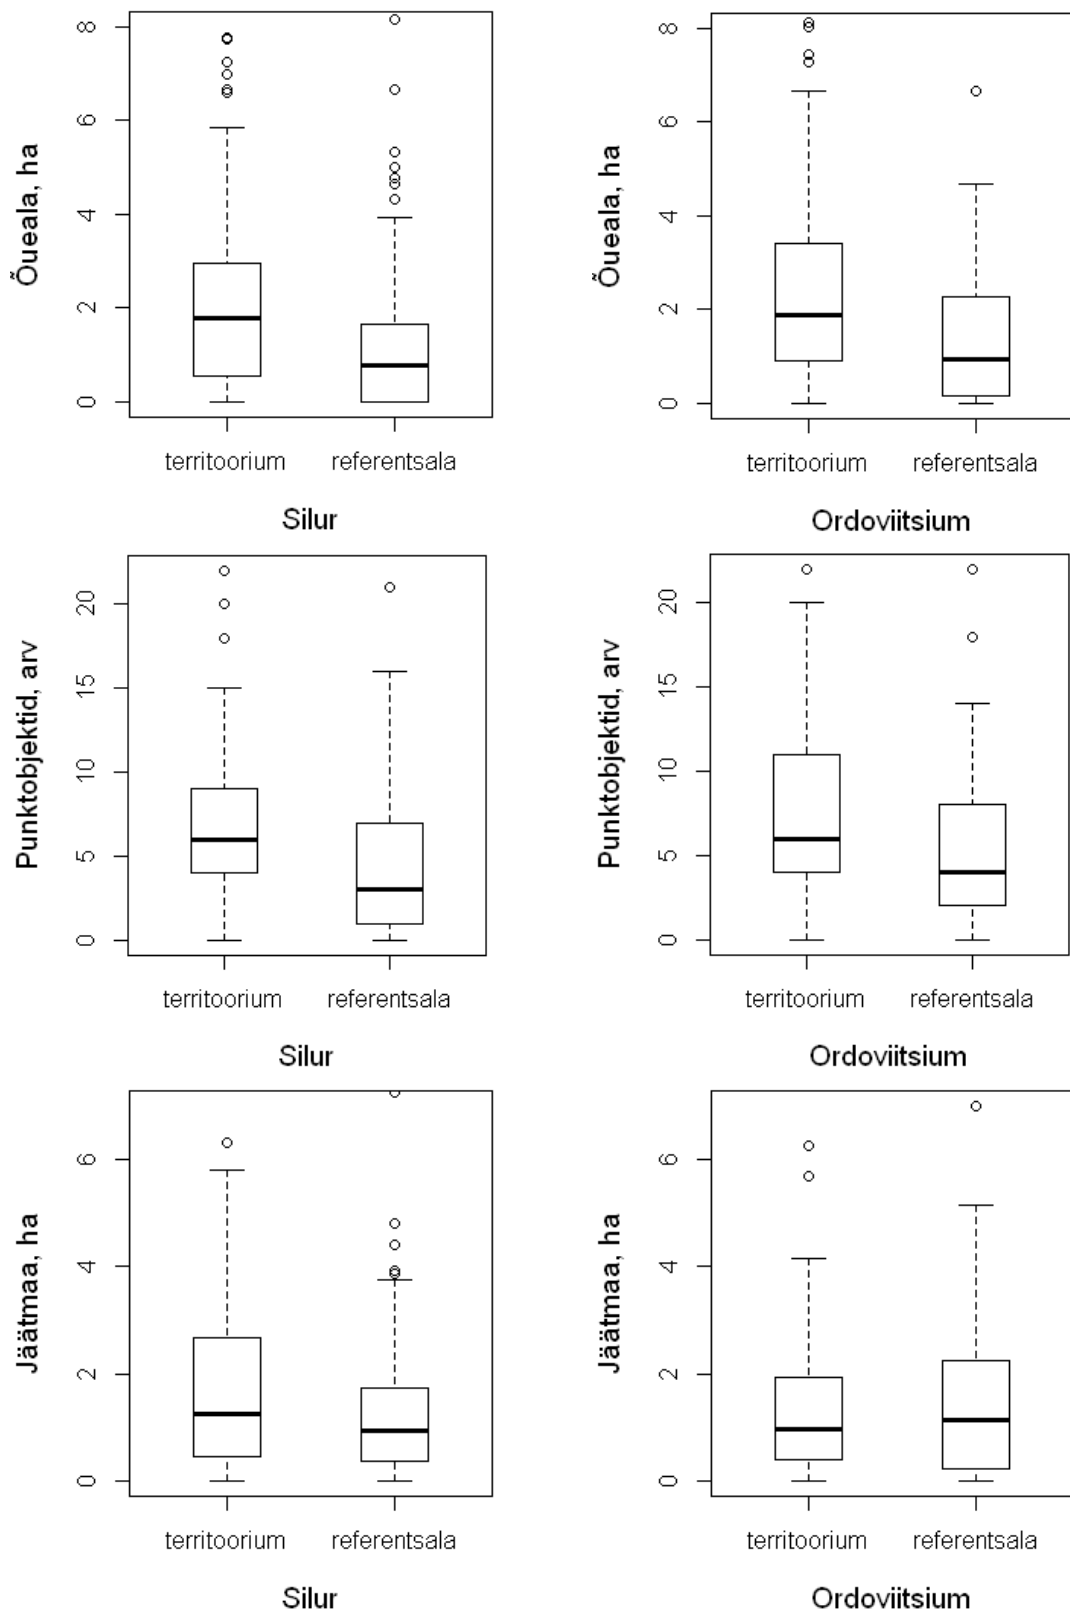 Õueala, ha
8
6
4
2
0
territoorium referentsala
Silur
Õueala, ha
8
6
4
2
0
territoorium referentsala
Ordoviitsium
Punktobjektid, arv
20
15
10
5
0
territoorium referentsala
Silur
Punktobjektid, arv
20
15
10
5
0
territoorium referentsala
Ordoviitsium
Jäätmaa, ha
6
4
2
0
territoorium referentsala
Silur
Jäätmaa, ha
6
4
2
0
territoorium referentsala
Ordoviitsium